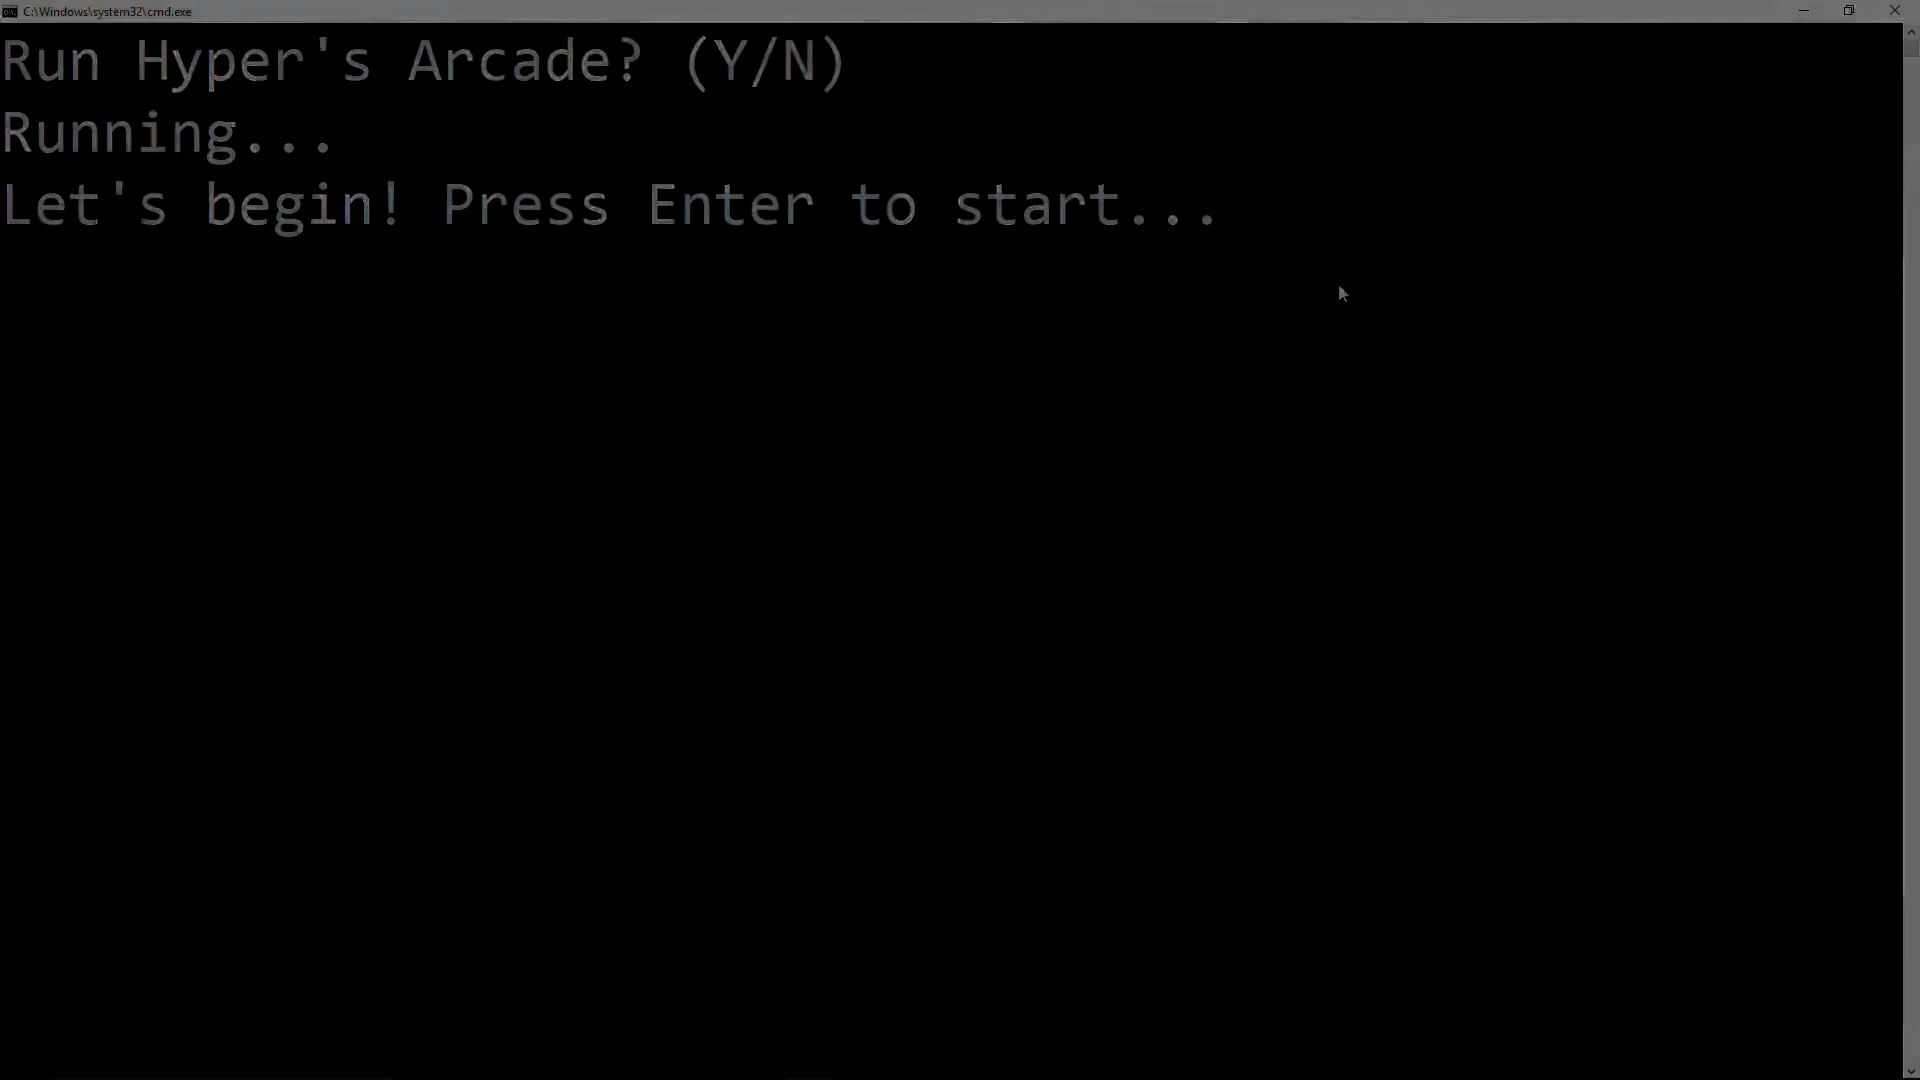 C:\Windows\system32\cmd.exe
Run Hyper's Arcade? (Y/N)
Running...
Let's begin! Press Enter to start...